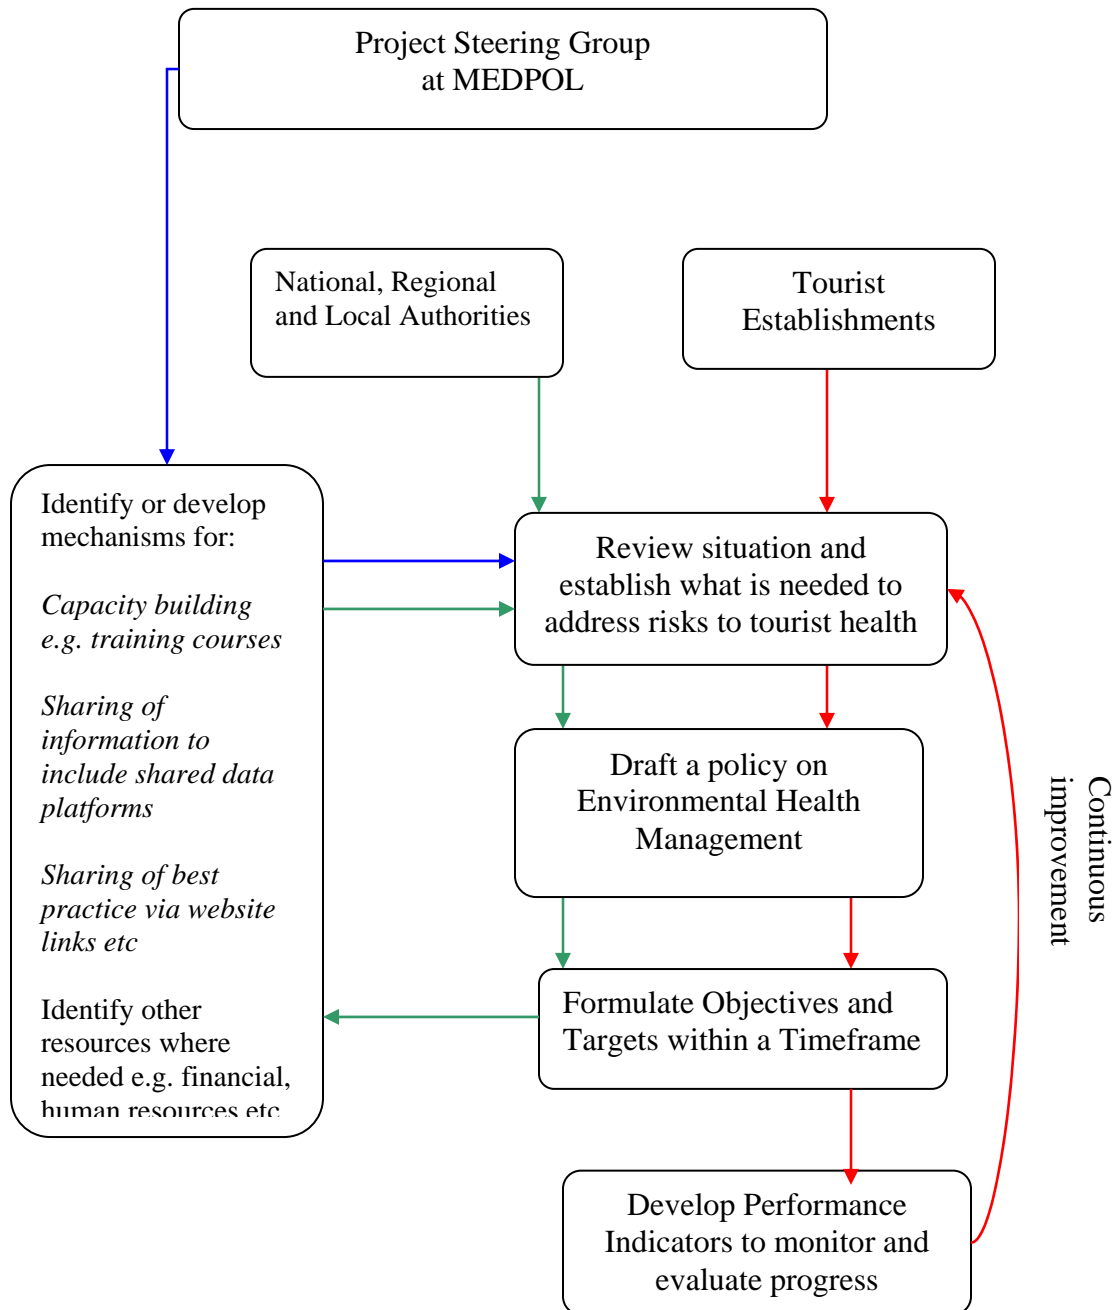 Project Steering Group
at MEDPOL
National, Regional
and Local Authorities
Tourist
Establishments
Identify or develop
mechanisms for:
Capacity building
e.g. training courses
Sharing of
information to
include shared data
platforms
Sharing of best
practice via website
links etc
Identify other
resources where
needed e.g. financial,
human resources etc
Review situation and
establish what is needed to
address risks to tourist health
Draft a policy on
Environmental Health
Management
Formulate Objectives and
Targets within a Timeframe
Develop Performance
Indicators to monitor and
evaluate progress
Continuous
improvement